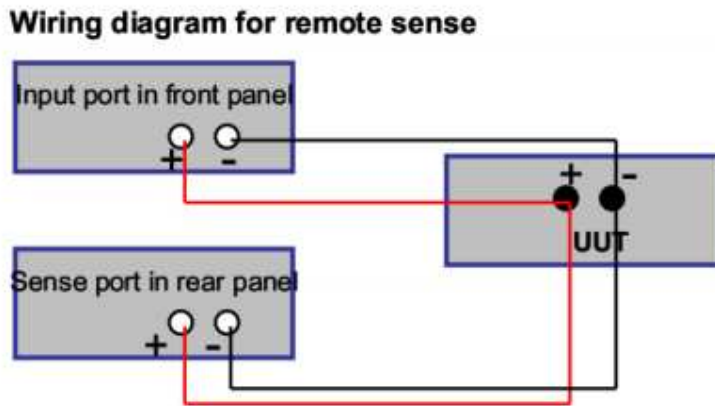 Wiring diagram for remote sense
Input port in front panel
+ -
+ -
UUT
Sense port in rear panel
+ -